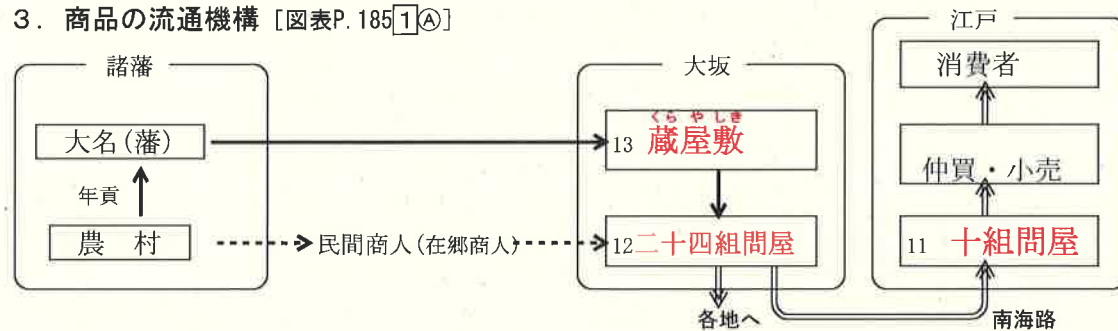 3. 商品の流通機構 [図表P.185 1 Ⓐ]
諸藩
大名(藩)
年貢
農 村
民間商人(在郷商人)
大坂
くらやしき
13 蔵屋敷
12 二十四組問屋
各地へ
江戸
消費者
仲買・小売
11 十組問屋
南海路